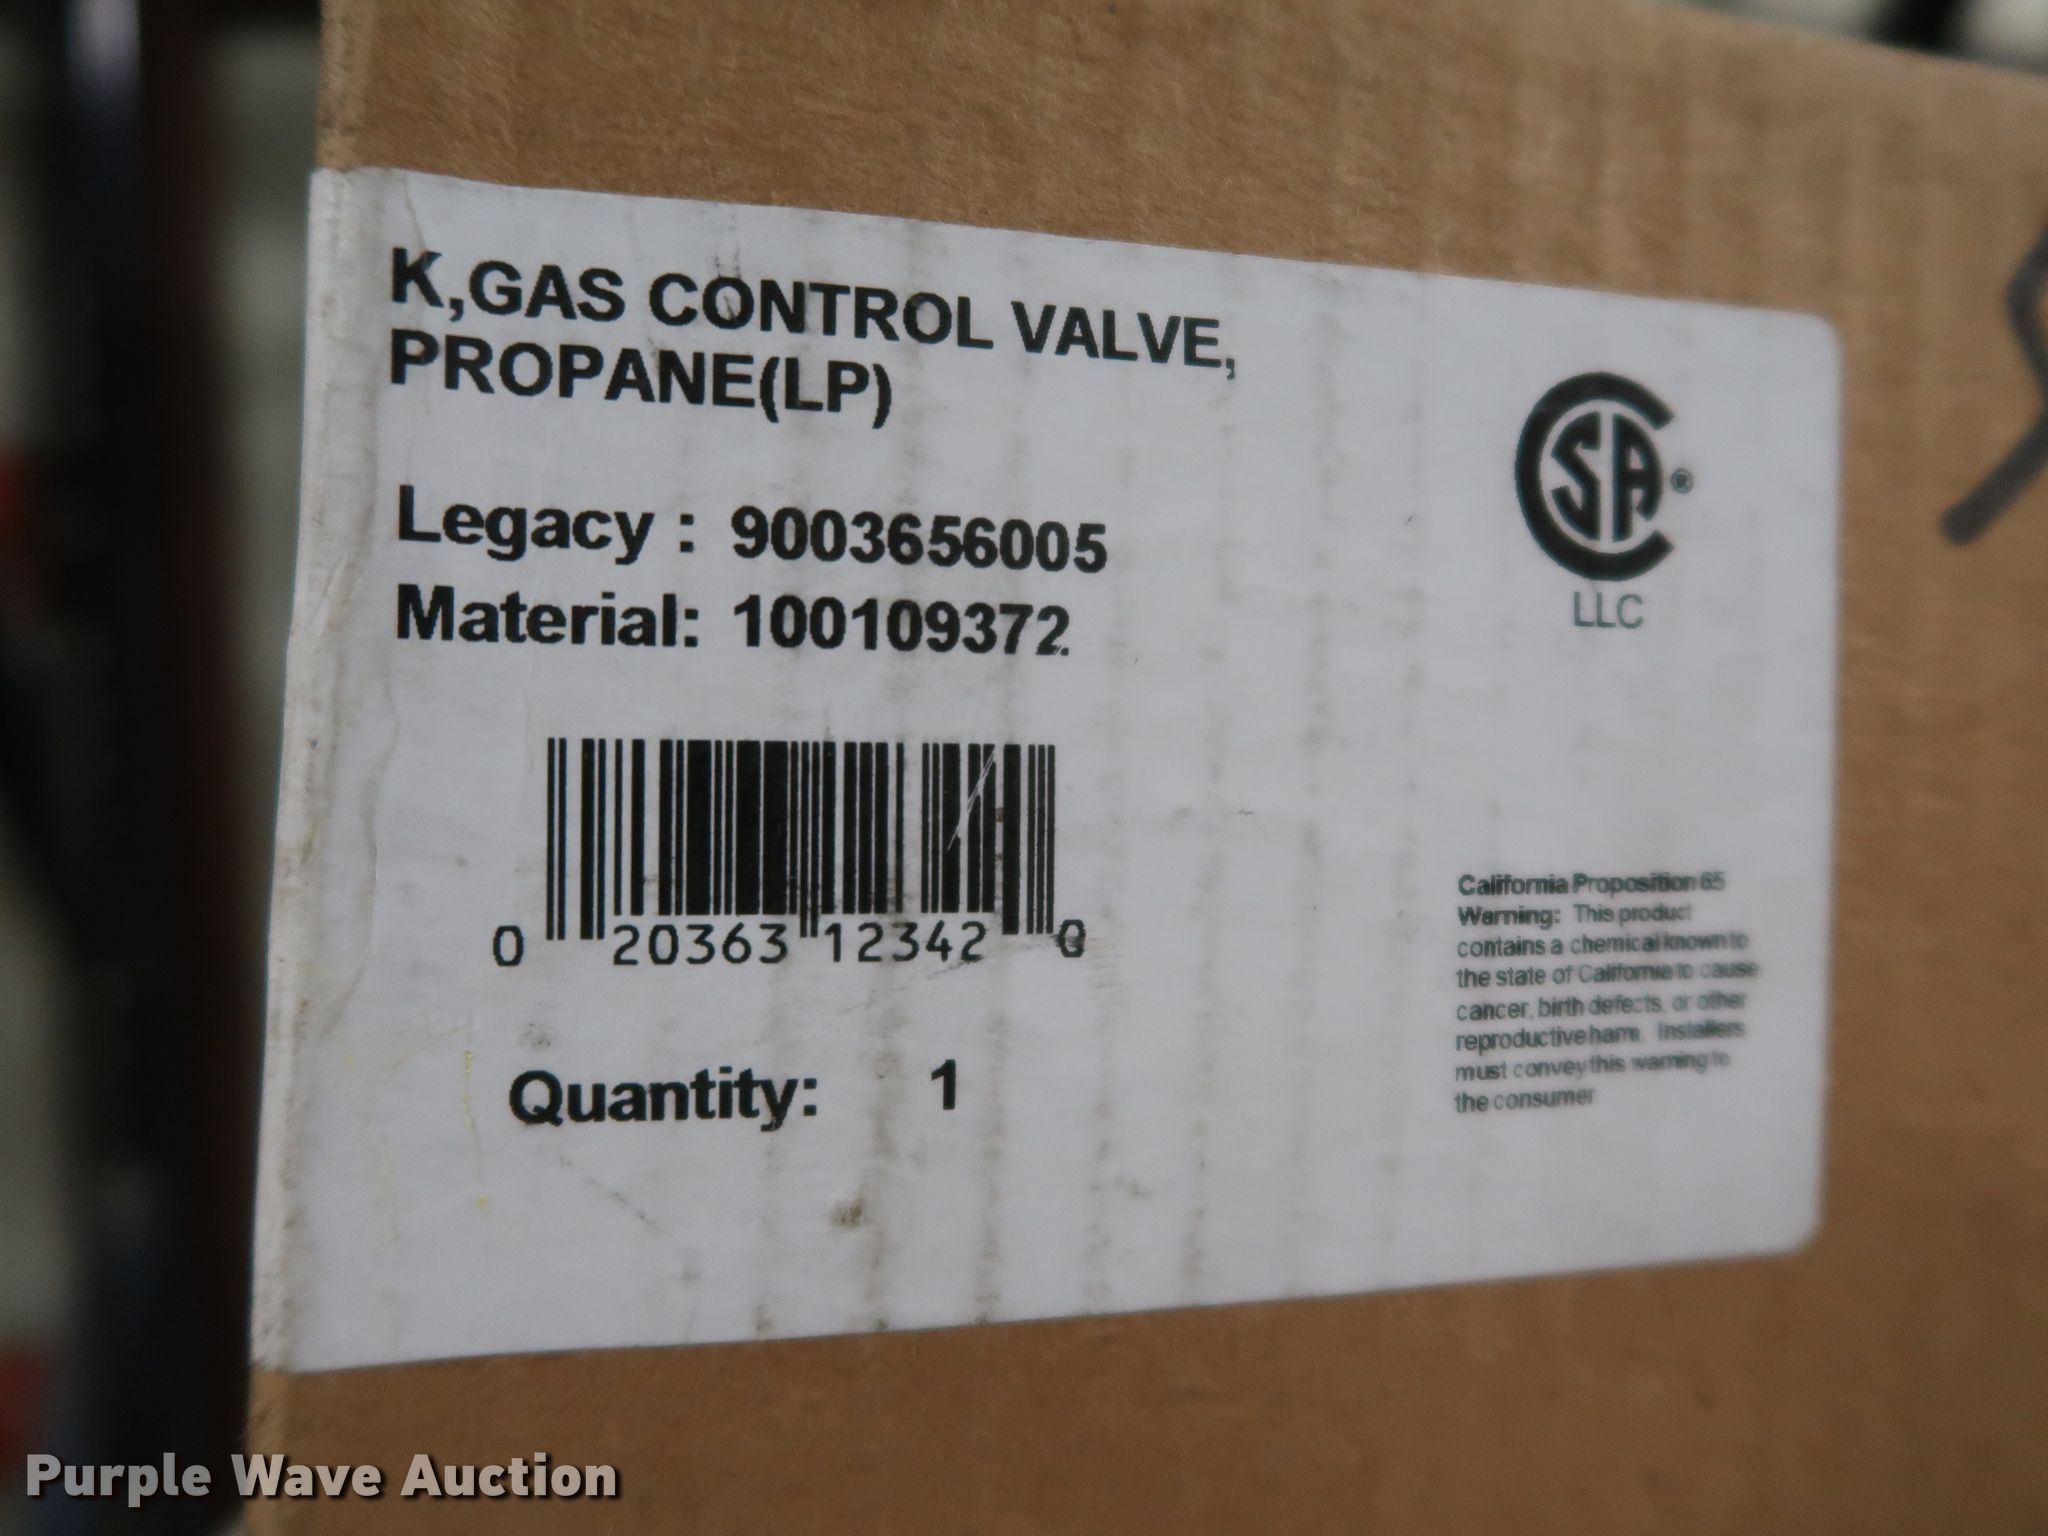 K,GAS CONTROL VALVE,
PROPANE(LP)
Legacy : 9003656005
Material: 100109372.
CSA®
LLC
0 20363 12342 0
Quantity: 1
California Proposition 65
Warning: This product
contains a chemical known to
the state of California to cause
cancer, birth defects, or other
reproductive harm. Installers
must convey this warning to
the consumer.
Purple Wave Auction